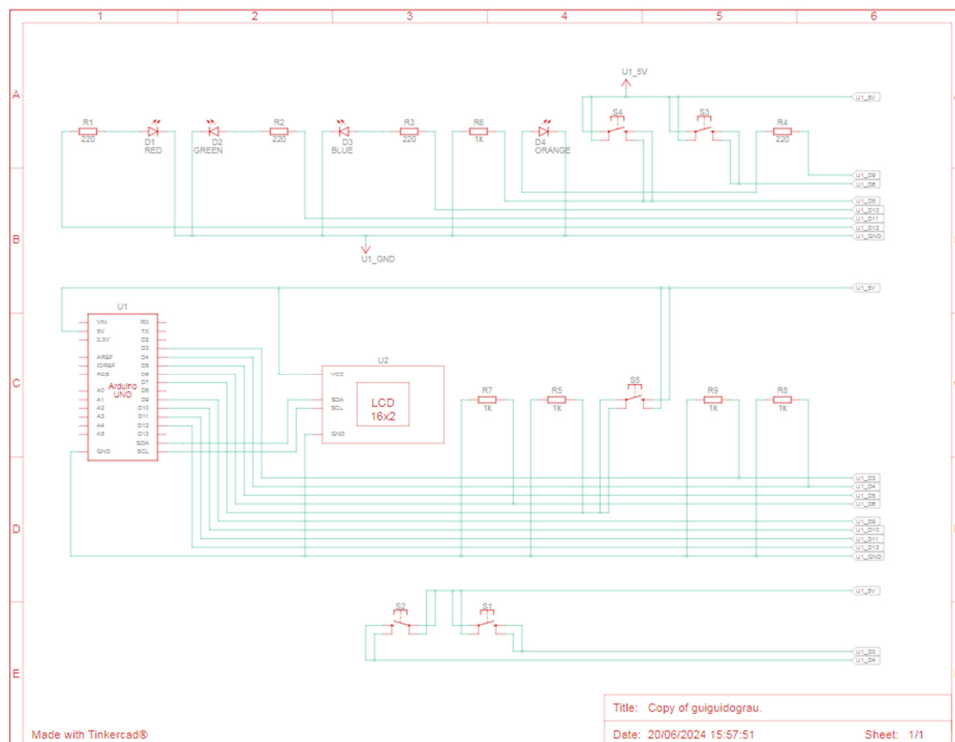 1 2 3 4 5 6
A
U1_5V
S4 S3
U1_5V
R1
220
D1
RED
D2
GREEN
R2
220
D3
BLUE
R3
220
R6
1K
D4
ORANGE
R4
220
U1_D9
U1_D6
U1_D5
U1_D10
U1_D11
U1_D12
U1_GND
B
U1_GND
U1_5V
U1
VIN
5V
3.3V
AREF
IOREF
RES
A0
A1
A2
A3
A4
A5
GND
Arduino
UNO
RX
TX
D2
D3
D4
D5
D6
D7
D8
D9
D10
D11
D12
D13
SDA
SCL
C
U2
VCC
SDA
SCL
GND
LCD
16x2
R7
1K
R5
1K
S5
R9
1K
1K
D
U1_D3
U1_D4
U1_D5
U1_D6
U1_D9
U1_D10
U1_D11
U1_D12
U1_GND
U1_5V
S2 S1
U1_D3
U1_D4
E
Title: Copy of guiguidograu.
Made with Tinkercad®
Date: 20/06/2024 15:57:51 Sheet: 1/1